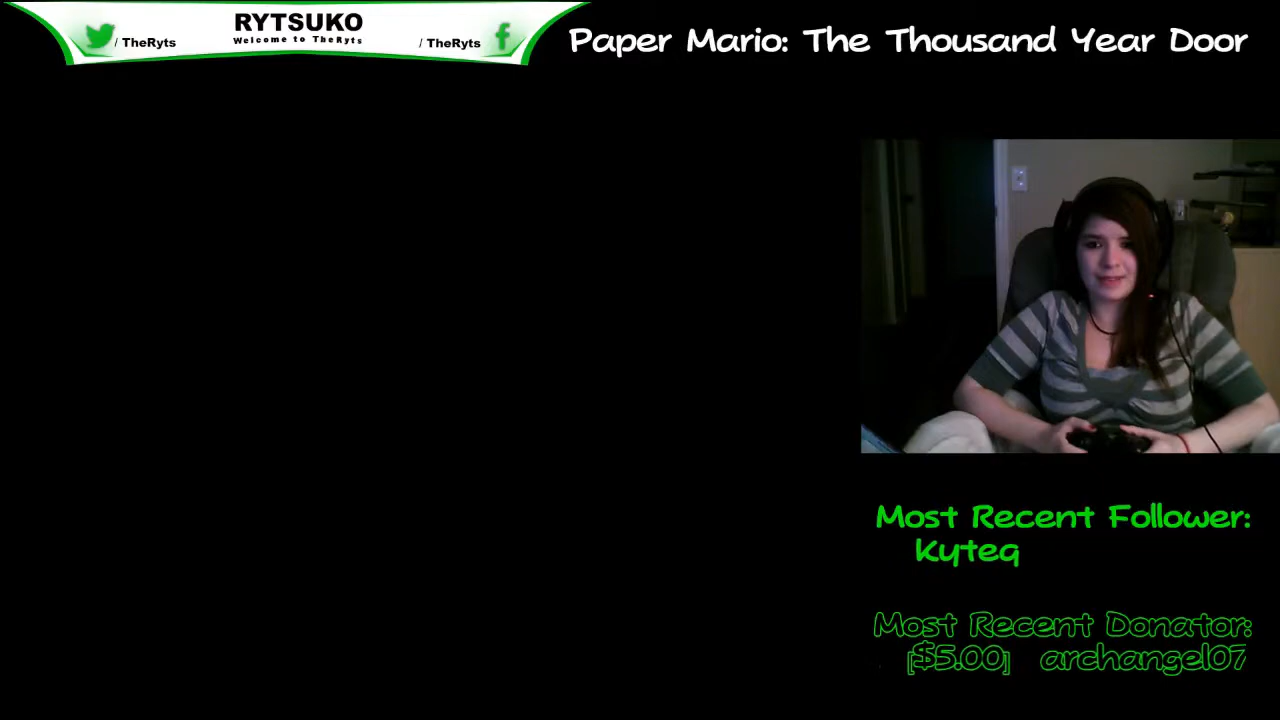 RYTSUKO
Welcome to TheRyts
/ TheRyts
/ TheRyts
Paper Mario: The Thousand Year Door
Most Recent Follower:
Kyteq
Most Recent Donator:
[$5.00] archangel07